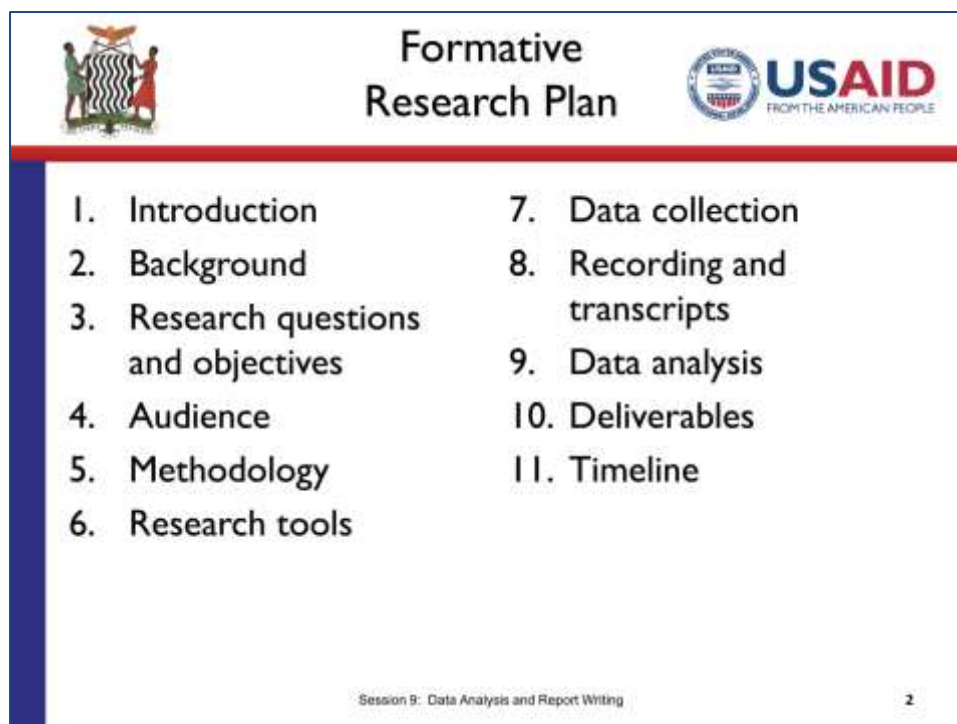 Formative
Research Plan
USAID
USAID
FROM THE AMERICAN PEOPLE
1. Introduction
2. Background
3. Research questions
and objectives
4. Audience
5. Methodology
6. Research tools
7. Data collection
8. Recording and
transcripts
9. Data analysis
10. Deliverables
11. Timeline
Session 9: Data Analysis and Report Writing
2